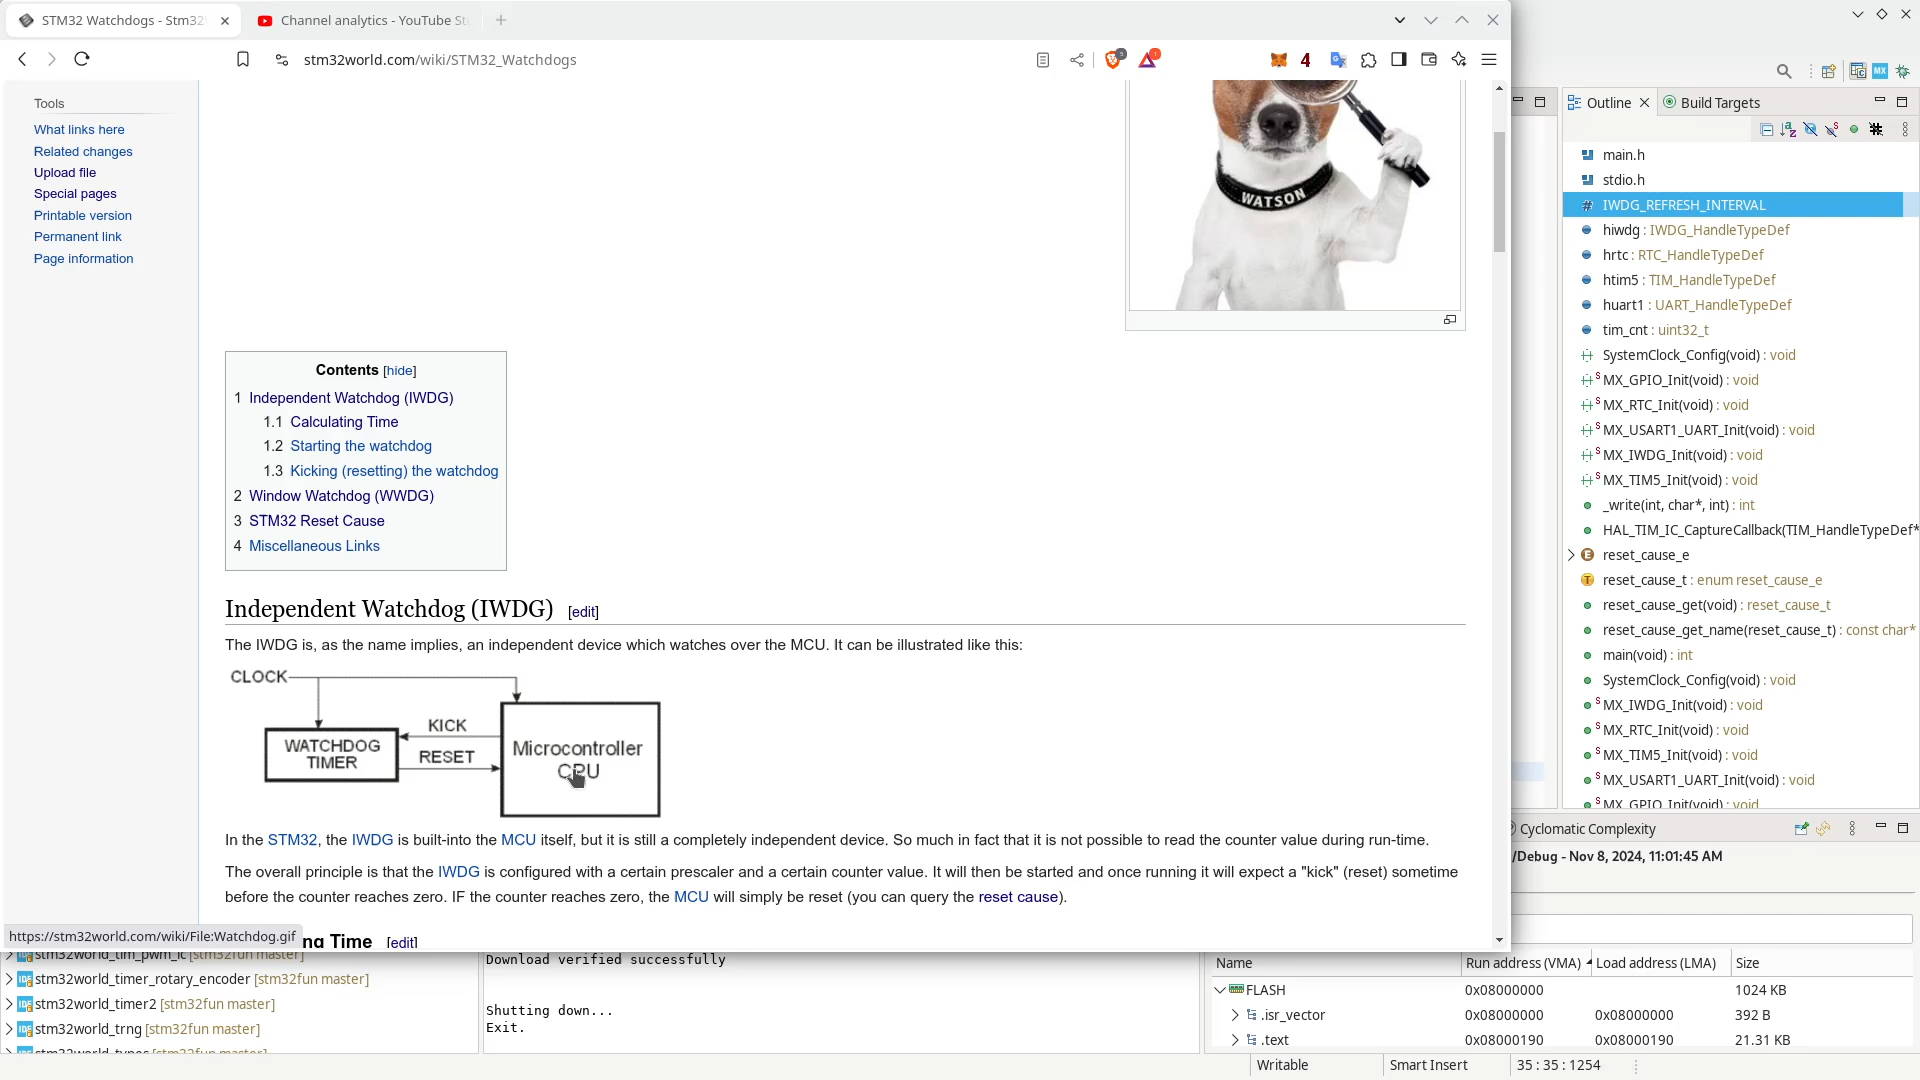 STM32 Watchdogs - Stm32
Channel analytics - YouTube St
stm32world.com/wiki/STM32_Watchdogs
Tools
What links here
Related changes
Upload file
Special pages
Printable version
Permanent link
Page information
WATSON
Contents [hide]
1 Independent Watchdog (IWDG)
1.1 Calculating Time
1.2 Starting the watchdog
1.3 Kicking (resetting) the watchdog
2 Window Watchdog (WWDG)
3 STM32 Reset Cause
4 Miscellaneous Links
Independent Watchdog (IWDG) [edit]
The IWDG is, as the name implies, an independent device which watches over the MCU. It can be illustrated like this:
CLOCK
KICK
WATCHDOG
TIMER
RESET
Microcontroller
CPU
In the STM32, the IWDG is built-into the MCU itself, but it is still a completely independent device. So much in fact that it is not possible to read the counter value during run-time.
The overall principle is that the IWDG is configured with a certain prescaler and a certain counter value. It will then be started and once running it will expect a "kick" (reset) sometime
before the counter reaches zero. IF the counter reaches zero, the MCU will simply be reset (you can query the reset cause).
ng Time [edit]
https://stm32world.com/wiki/File:Watchdog.gif
stm32world_tim_pwm_ic [stm32fun master]
stm32world_timer_rotary_encoder [stm32fun master]
stm32world_timer2 [stm32fun master]
stm32world_trng [stm32fun master]
stm32world_types [stm32fun master]
Download verified successfully
Shutting down...
Exit.
MX
Outline
Build Targets
main.h
stdio.h
IWDG_REFRESH_INTERVAL
hiwdg : IWDG_HandleTypeDef
hrtc : RTC_HandleTypeDef
htim5 : TIM_HandleTypeDef
huart1 : UART_HandleTypeDef
tim_cnt : uint32_t
SystemClock_Config(void) : void
MX_GPIO_Init(void) : void
MX_RTC_Init(void) : void
MX_USART1_UART_Init(void) : void
MX_IWDG_Init(void) : void
MX_TIM5_Init(void) : void
_write(int, char*, int) : int
HAL_TIM_IC_CaptureCallback(TIM_HandleTypeDef*
reset_cause_e
reset_cause_t : enum reset_cause_e
reset_cause_get(void) : reset_cause_t
reset_cause_get_name(reset_cause_t) : const char*
main(void) : int
SystemClock_Config(void) : void
MX_IWDG_Init(void) : void
MX_RTC_Init(void) : void
MX_TIM5_Init(void) : void
MX_USART1_UART_Init(void) : void
MX_GPIO_Init(void) : void
Cyclomatic Complexity
/Debug - Nov 8, 2024, 11:01:45 AM
Name Run address (VMA) Load address (LMA) Size
FLASH 0x08000000 1024 KB
.isr_vector 0x08000000 0x08000000 392 B
.text 0x08000190 0x08000190 21.31 KB
Writable Smart Insert 35 : 35 : 1254